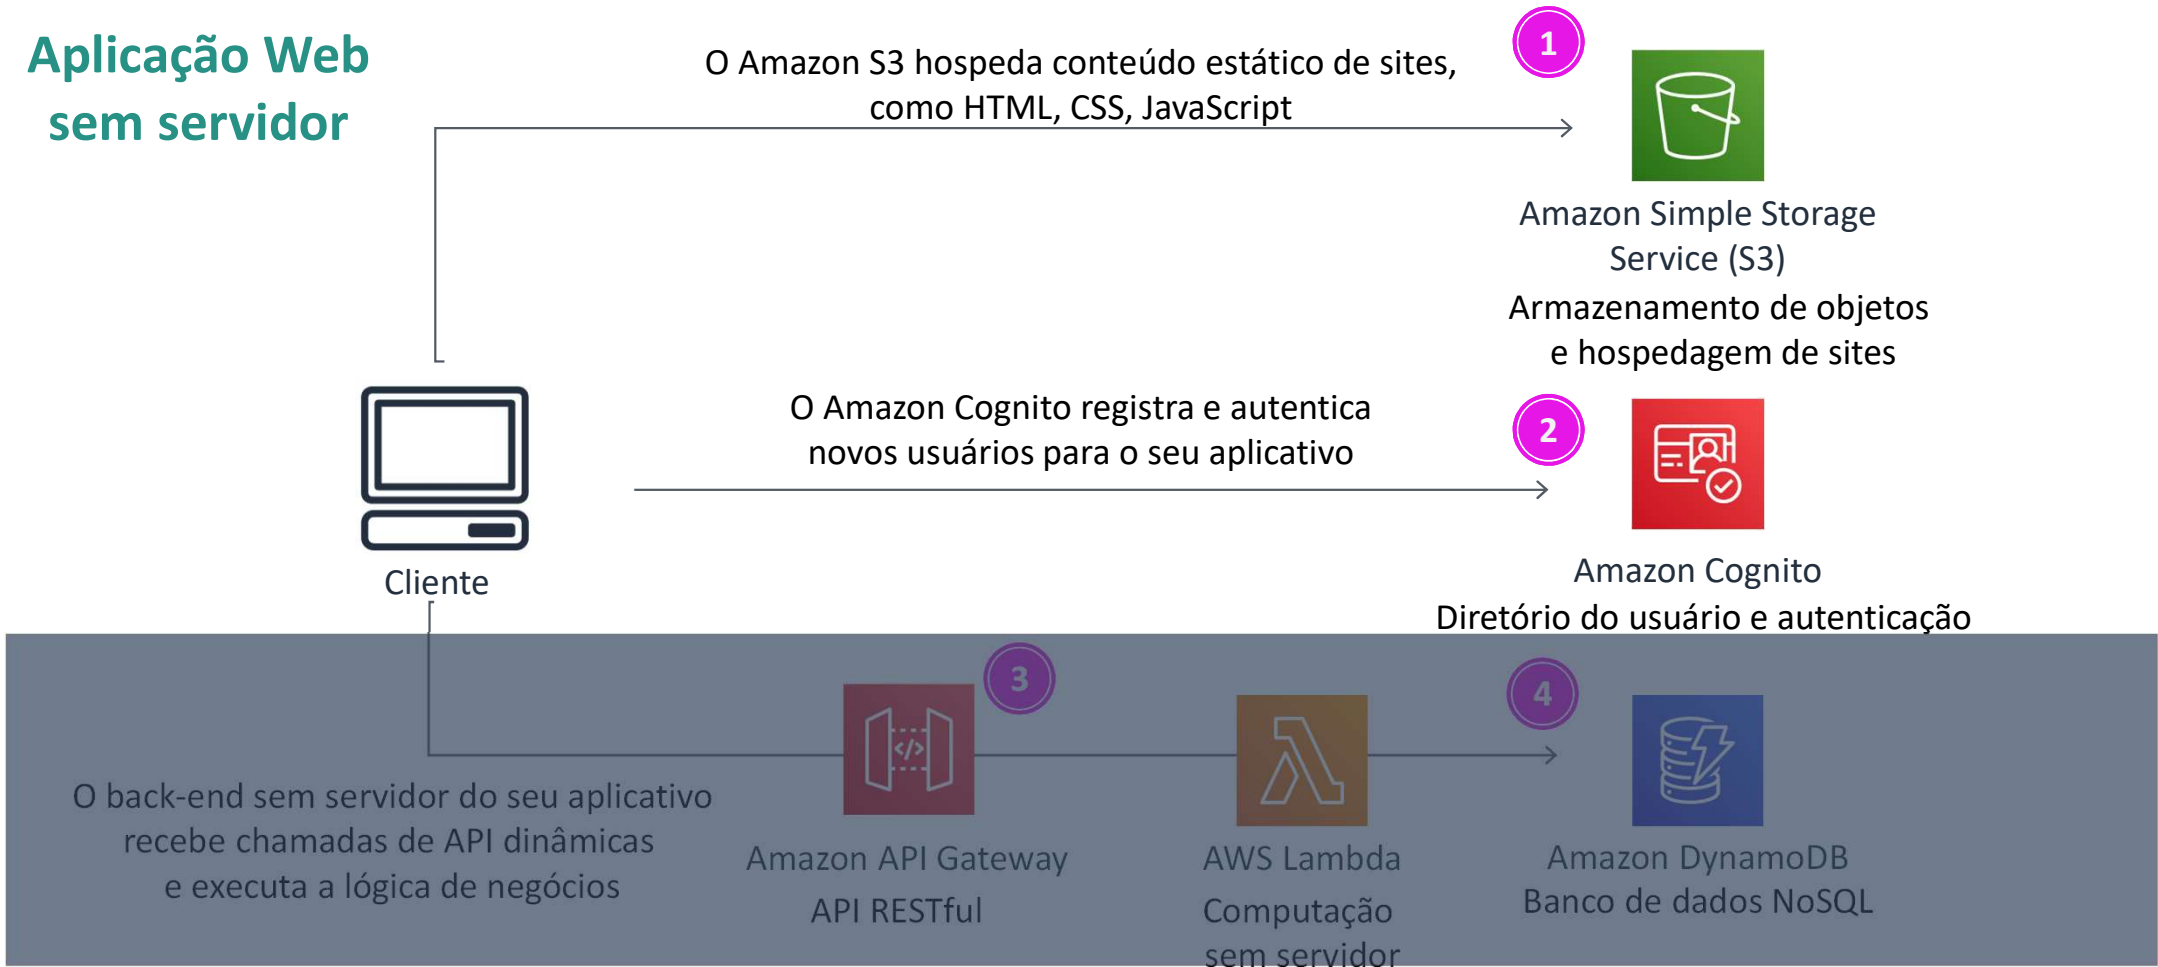 Aplicação Web
sem servidor
O Amazon S3 hospeda conteúdo estático de sites,
como HTML, CSS, JavaScript
1
Amazon Simple Storage
Service (S3)
Armazenamento de objetos
e hospedagem de sites
O Amazon Cognito registra e autentica
novos usuários para o seu aplicativo
2
Amazon Cognito
Diretório do usuário e autenticação
Cliente
O back-end sem servidor do seu aplicativo
recebe chamadas de API dinâmicas
e executa a lógica de negócios
3
</>
Amazon API Gateway
API RESTful
AWS Lambda
Computação
sem servidor
4
Amazon DynamoDB
Banco de dados NoSQL